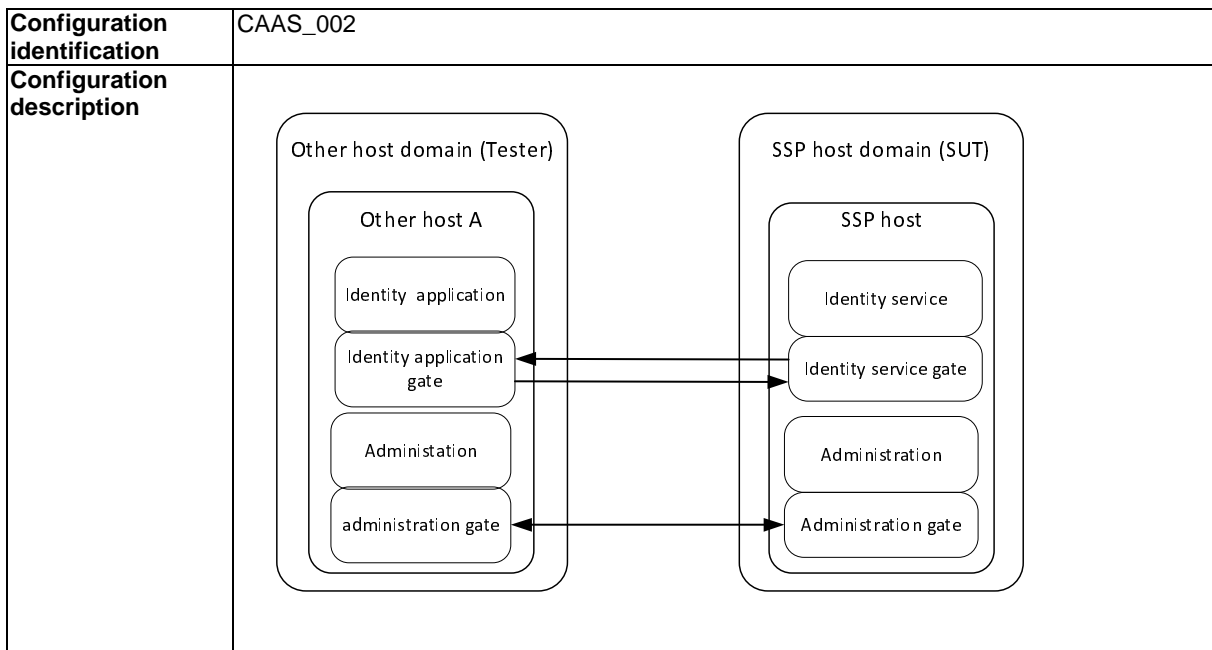 Configuration
identification
CAAS_002
Configuration
description
Other host domain (Tester)
Other host A
Identity application
Identity application
gate
Administation
administration gate
SSP host domain (SUT)
SSP host
Identity service
Identity service gate
Administration
Administration gate